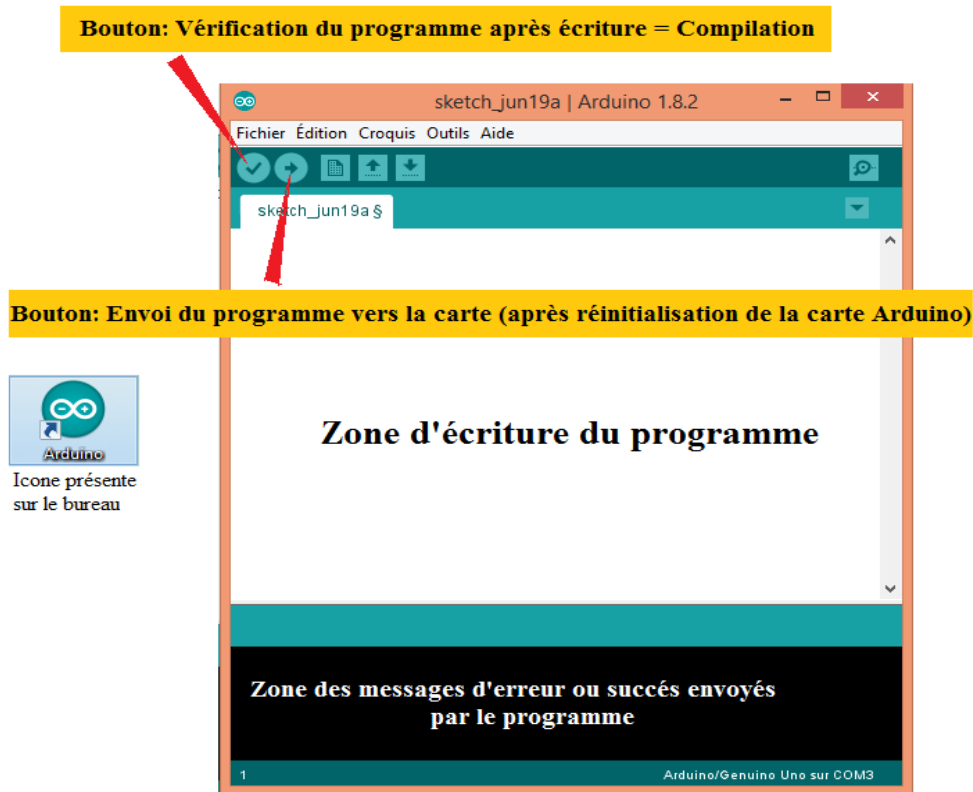 Bouton: Vérification du programme après écriture = Compilation
sketch_jun19a | Arduino 1.8.2
Fichier Édition Croquis Outils Aide
sketch_jun19a §
Bouton: Envoi du programme vers la carte (après réinitialisation de la carte Arduino)
Zone d'écriture du programme
Arduino
Icone présente
sur le bureau
Zone des messages d'erreur ou succés envoyés
par le programme
1
Arduino/Genuino Uno sur COM3